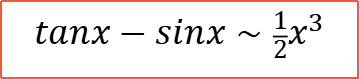 tanx − sinx ~ ½x³